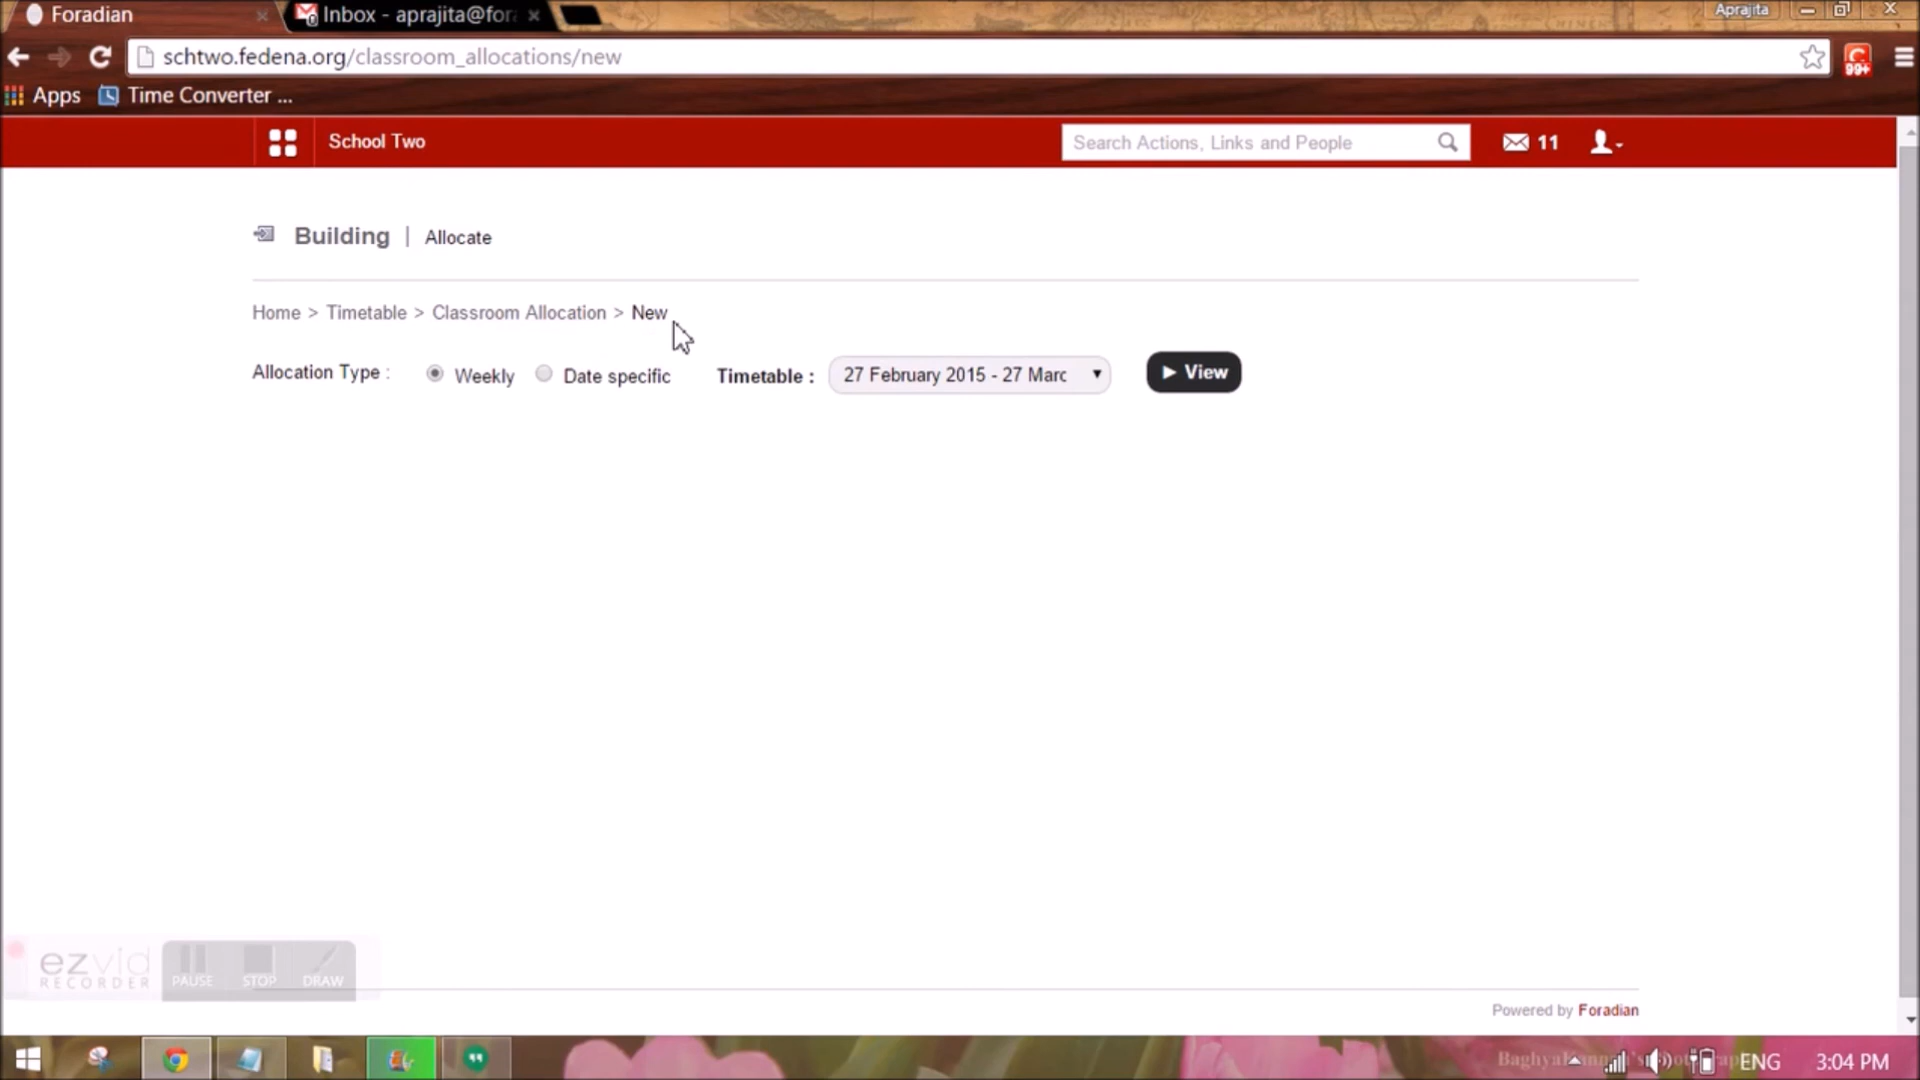 Foradian
Inbox - aprajita@for
Aprajita
schtwo.fedena.org/classroom_allocations/new
99+
Apps
Time Converter ...
School Two
Search Actions, Links and People
11
Building | Allocate
Home > Timetable > Classroom Allocation > New
Allocation Type :
Weekly
Date specific
Timetable :
27 February 2015 - 27 Marc
View
ezvid
RECORDER
PAUSE
STOP
DRAW
Powered by Foradian
ENG
3:04 PM